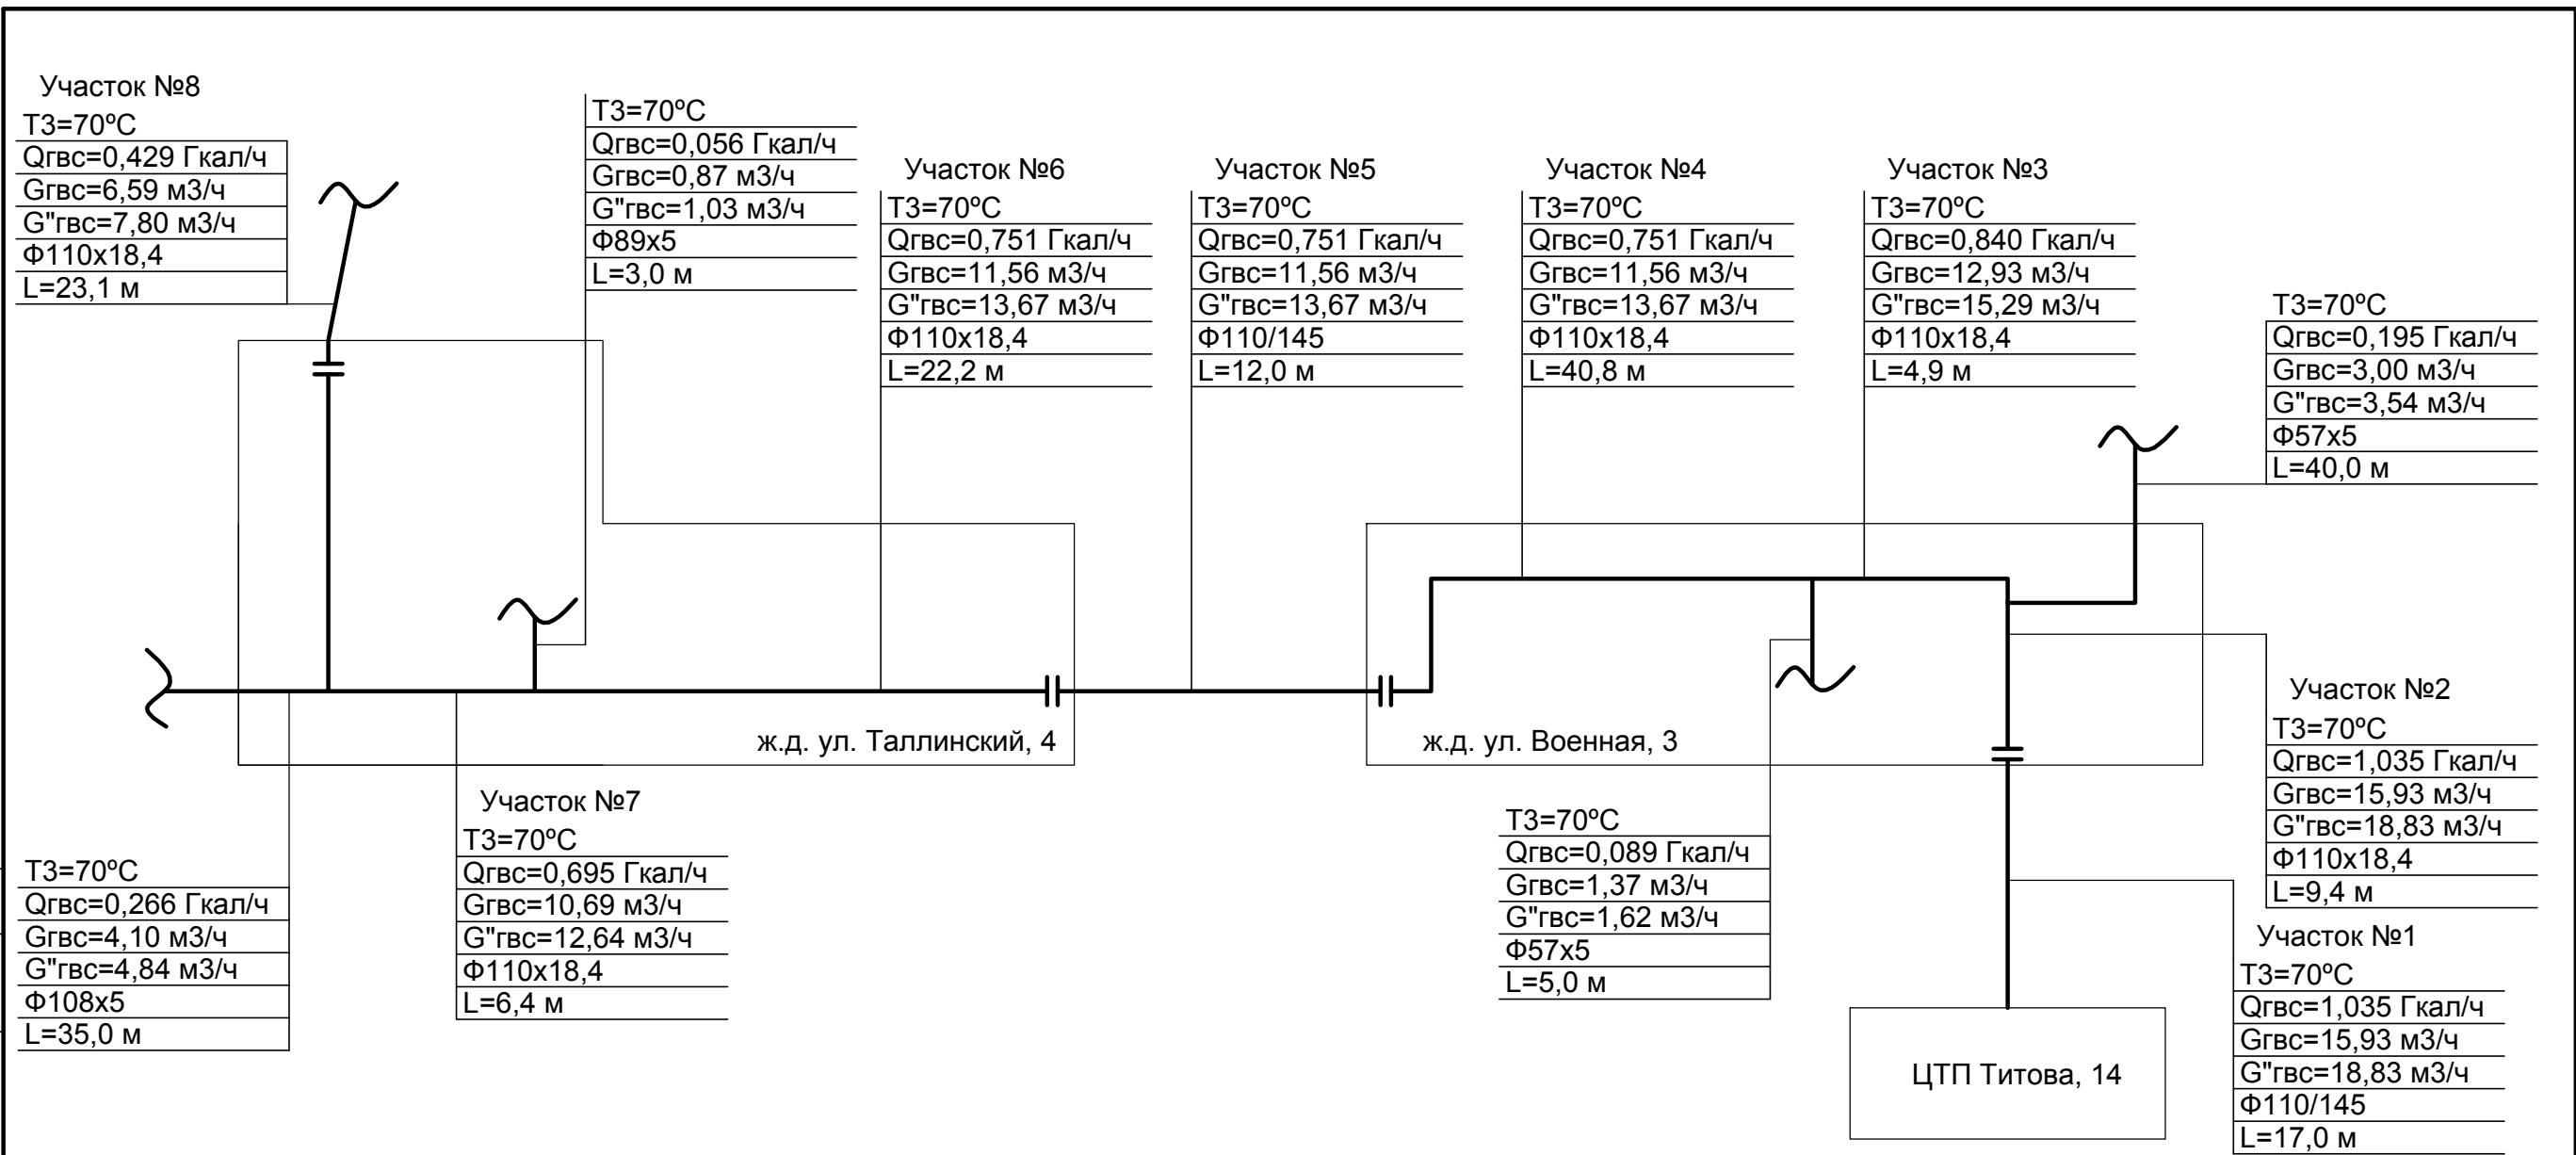 Участок №8
Т3=70ºС
Qгвс=0,429 Гкал/ч
Gгвс=6,59 м3/ч
G"гвс=7,80 м3/ч
Ф110х18,4
L=23,1 м
Т3=70ºС
Qгвс=0,056 Гкал/ч
Gгвс=0,87 м3/ч
G"гвс=1,03 м3/ч
Ф89х5
L=3,0 м
Участок №6
Т3=70ºС
Qгвс=0,751 Гкал/ч
Gгвс=11,56 м3/ч
G"гвс=13,67 м3/ч
Ф110х18,4
L=22,2 м
Участок №5
Т3=70ºС
Qгвс=0,751 Гкал/ч
Gгвс=11,56 м3/ч
G"гвс=13,67 м3/ч
Ф110/145
L=12,0 м
Участок №4
Т3=70ºС
Qгвс=0,751 Гкал/ч
Gгвс=11,56 м3/ч
G"гвс=13,67 м3/ч
Ф110х18,4
L=40,8 м
Участок №3
Т3=70ºС
Qгвс=0,840 Гкал/ч
Gгвс=12,93 м3/ч
G"гвс=15,29 м3/ч
Ф110х18,4
L=4,9 м
Т3=70ºС
Qгвс=0,195 Гкал/ч
Gгвс=3,00 м3/ч
G"гвс=3,54 м3/ч
Ф57х5
L=40,0 м
ж.д. ул. Таллинский, 4
ж.д. ул. Военная, 3
Участок №2
Т3=70ºС
Qгвс=1,035 Гкал/ч
Gгвс=15,93 м3/ч
G"гвс=18,83 м3/ч
Ф110х18,4
L=9,4 м
Т3=70ºС
Qгвс=0,266 Гкал/ч
Gгвс=4,10 м3/ч
G"гвс=4,84 м3/ч
Ф108х5
L=35,0 м
Участок №7
Т3=70ºС
Qгвс=0,695 Гкал/ч
Gгвс=10,69 м3/ч
G"гвс=12,64 м3/ч
Ф110х18,4
L=6,4 м
Т3=70ºС
Qгвс=0,089 Гкал/ч
Gгвс=1,37 м3/ч
G"гвс=1,62 м3/ч
Ф57х5
L=5,0 м
ЦТП Титова, 14
Участок №1
Т3=70ºС
Qгвс=1,035 Гкал/ч
Gгвс=15,93 м3/ч
G"гвс=18,83 м3/ч
Ф110/145
L=17,0 м